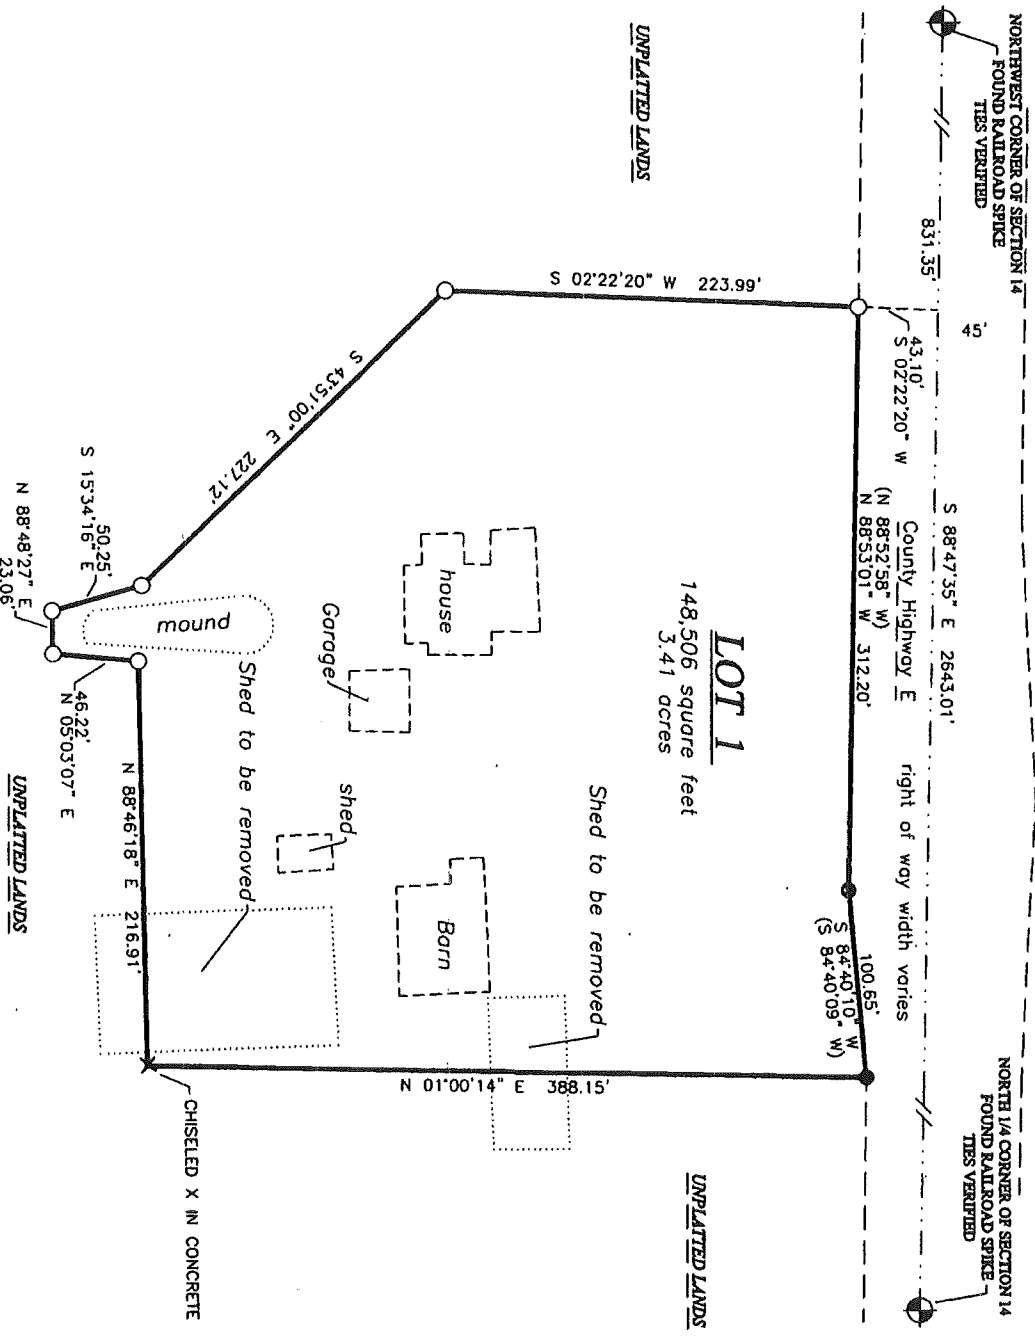 NORTHWEST CORNER OF SECTION 14
FOUND RAILROAD SPIKE
TIES VERIFIED
NORTH 1/4 CORNER OF SECTION 14
FOUND RAILROAD SPIKE
TIES VERIFIED
831.35'
45'
S 88°47'35" E 2643.01'
43.10'
S 02°22'20" W
County Highway E right of way width varies
(N 88°52'58" W)
N 88°53'01" W 312.20'
100.65'
S 84°40'10" W
(S 84°40'09" W)
UNPLATTED LANDS
S 02°22'20" W 223.99'
LOT 1
148,506 square feet
3.41 acres
UNPLATTED LANDS
Shed to be removed
house
Barn
N 01°00'14" E 388.15'
S 43°51'00" E 227.12'
Garage
shed
Shed to be removed
mound
S 15°34'16" E
50.25'
N 88°48'27" E
23.06'
46.22'
N 05°03'07" E
N 88°46'18" E 216.91'
CHISELED X IN CONCRETE
UNPLATTED LANDS